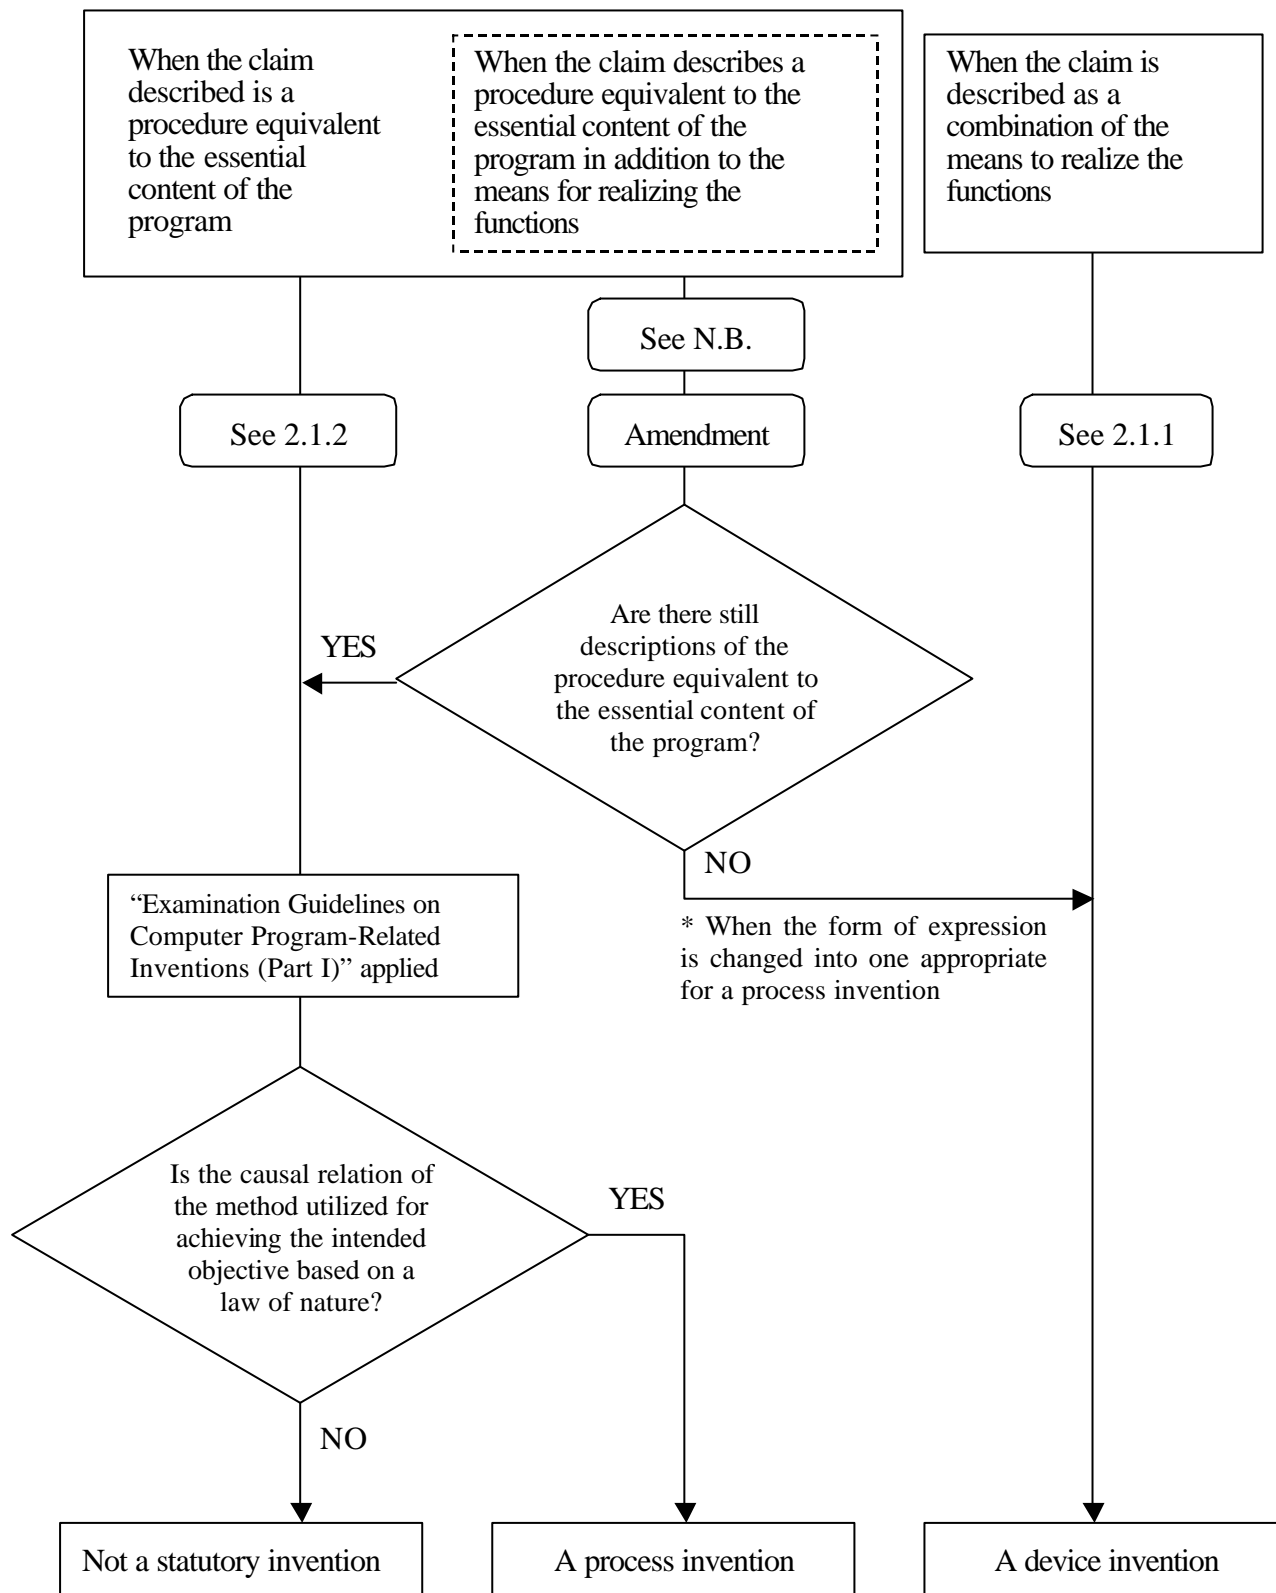 When the claim
described is a
procedure equivalent
to the essential
content of the
program
When the claim describes a
procedure equivalent to the
essential content of the
program in addition to the
means for realizing the
functions
When the claim is
described as a
combination of the
means to realize the
functions
See N.B.
See 2.1.2
Amendment
See 2.1.1
Are there still
descriptions of the
procedure equivalent to
the essential content of
the program?
YES
NO
* When the form of expression
is changed into one appropriate
for a process invention
“Examination Guidelines on
Computer Program-Related
Inventions (Part I)” applied
Is the causal relation of
the method utilized for
achieving the intended
objective based on a
law of nature?
YES
NO
Not a statutory invention
A process invention
A device invention